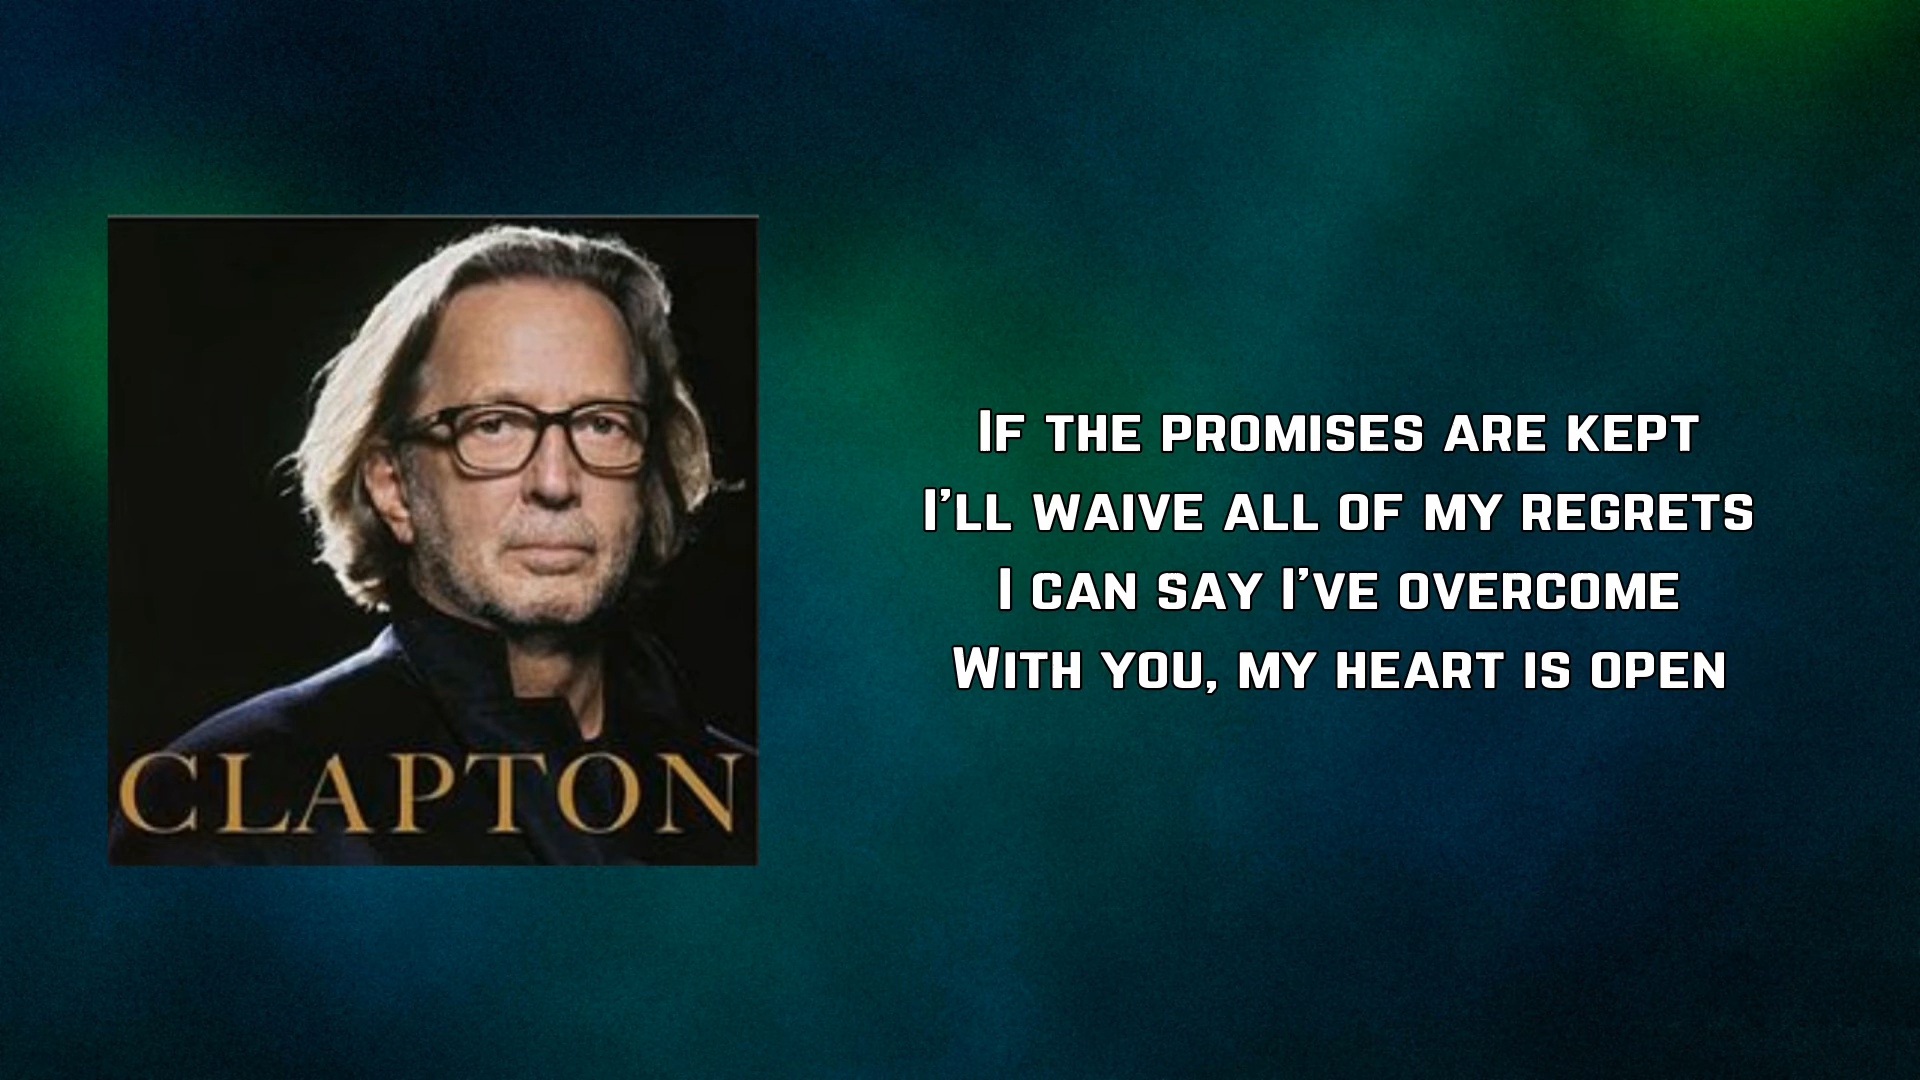 CLAPTON
If the promises are kept
I'll waive all of my regrets
I can say I've overcome
With you, my heart is open